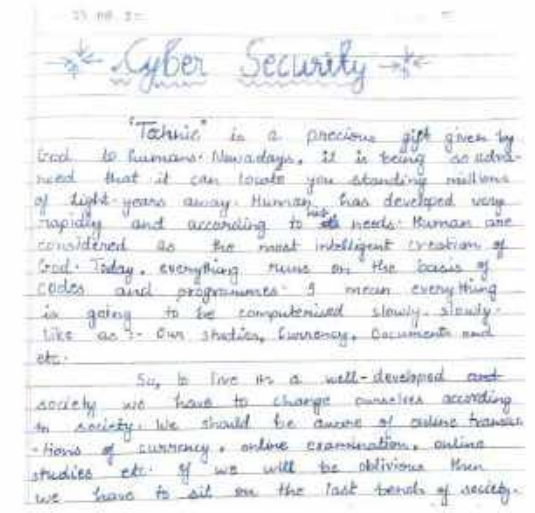 Cyber Security
"Technic" is a precious gift given by
God to humans. Nowadays, it is being so adva-
nced that it can locate you standing millions
of light-years away. Human has developed very
rapidly and according to his needs. Human are
considered as the most intelligent creation of
God. Today, everything runs on the basis of
codes and programmes. I mean everything
is going to be computerised slowly-slowly.
Like as :- Our studies, Currency, Documents and
etc.
So, to live in a well-developed and
society we have to change ourselves according
to society. We should be aware of online transac
-tions of currency, online examination, online
studies etc. If we will be oblivious then
we have to sit on the last bench of society.